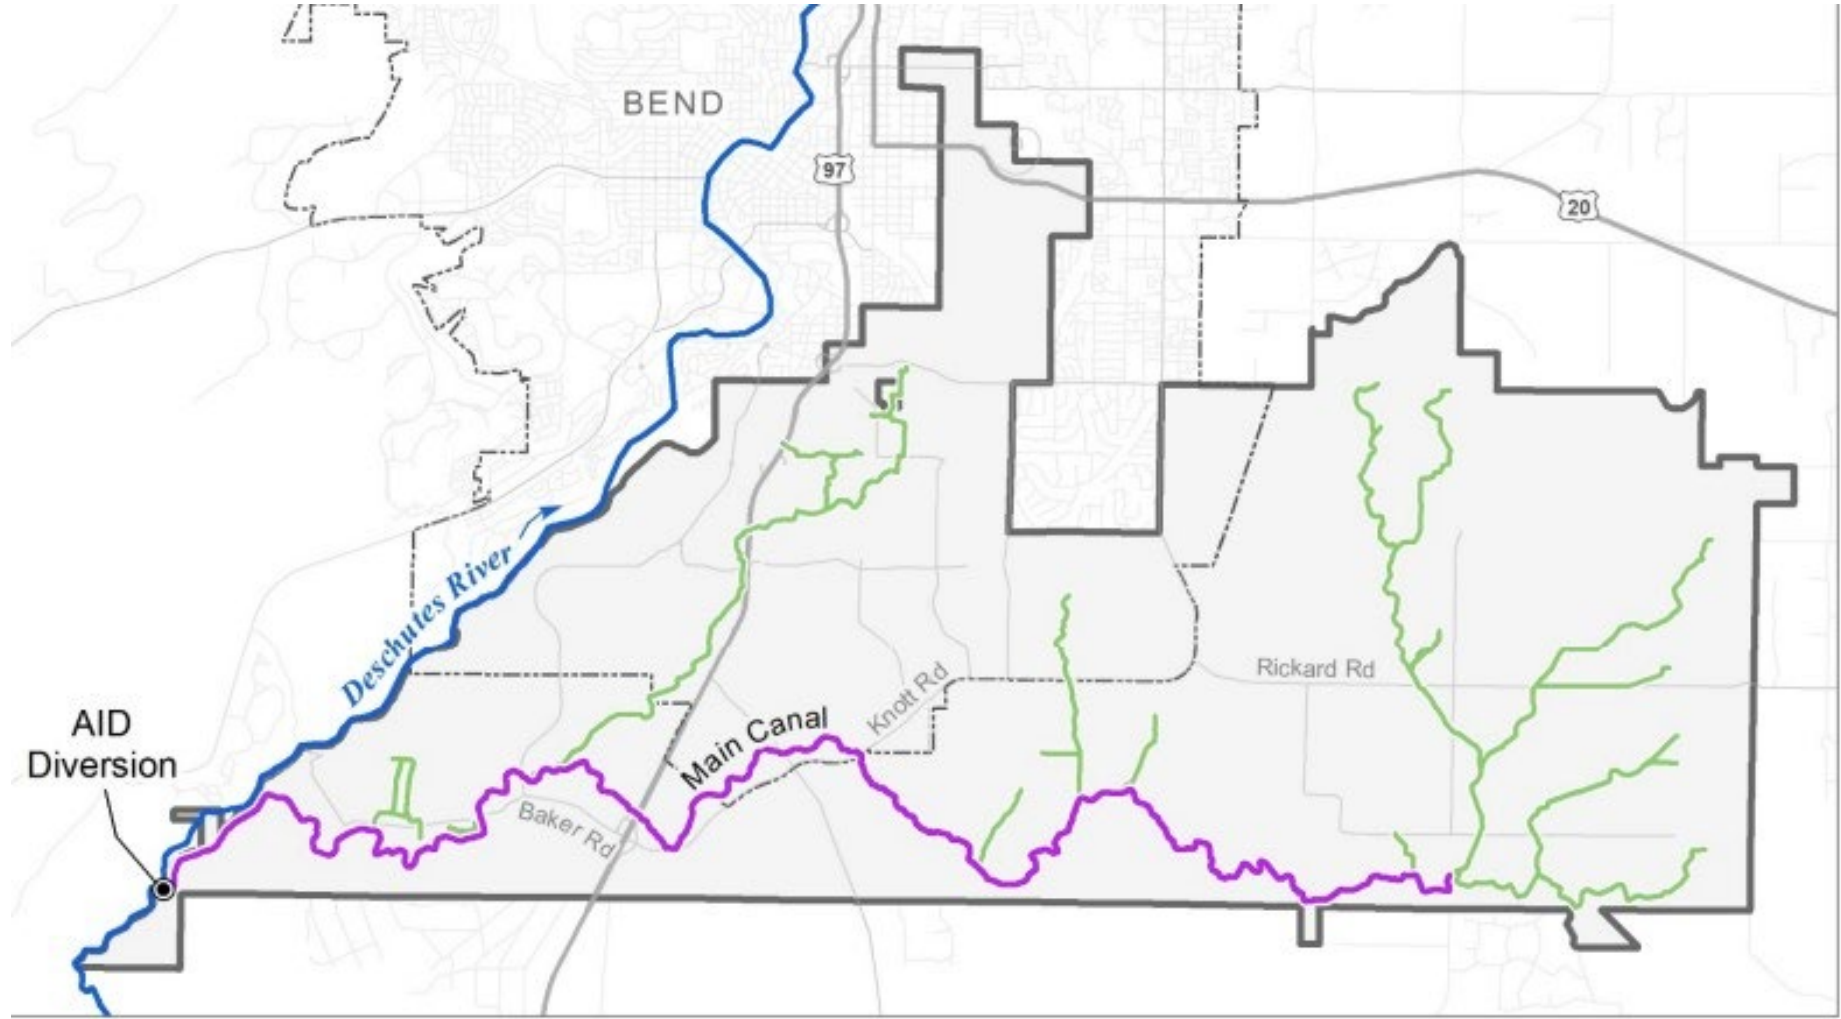 BEND
97
20
Deschutes River
Rickard Rd
Knott Rd
Main Canal
AID
Diversion
Baker Rd